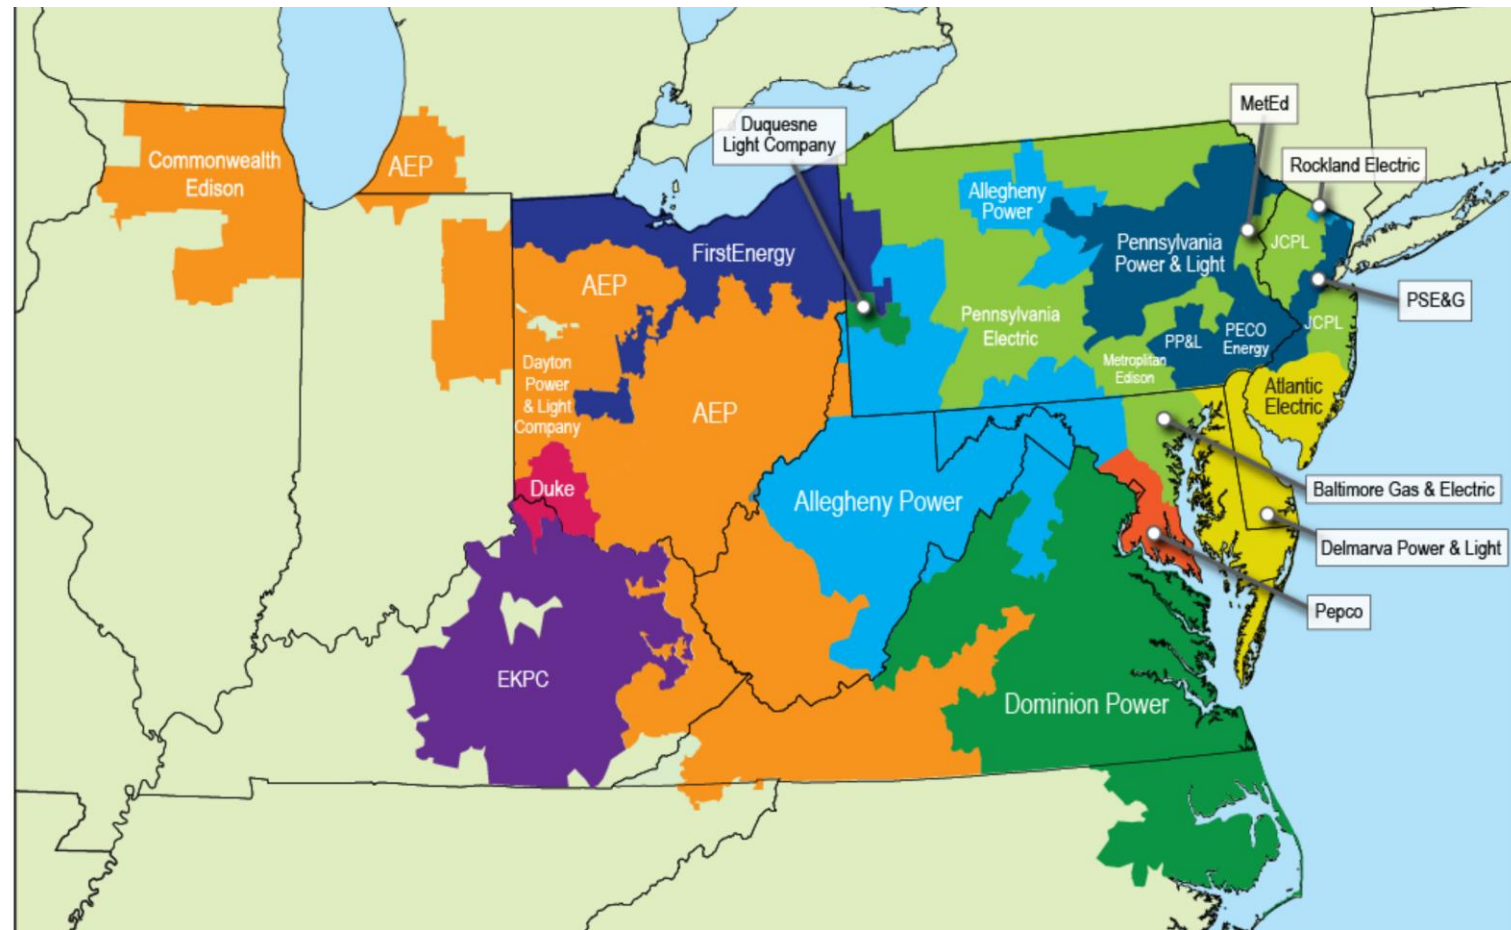 MetEd
Duquesne
Light Company
Rockland Electric
Commonwealth
Edison
AEP
Allegheny
Power
JCPL
Pennsylvania
Power & Light
FirstEnergy
AEP
PSE&G
Pennsylvania
Electric
JCPL
PP&L
PECO
Energy
Metroplitan
Edison
Dayton
Power
& Light
Company
AEP
Atlantic
Electric
Duke
Allegheny Power
Baltimore Gas & Electric
Delmarva Power & Light
Pepco
EKPC
Dominion Power